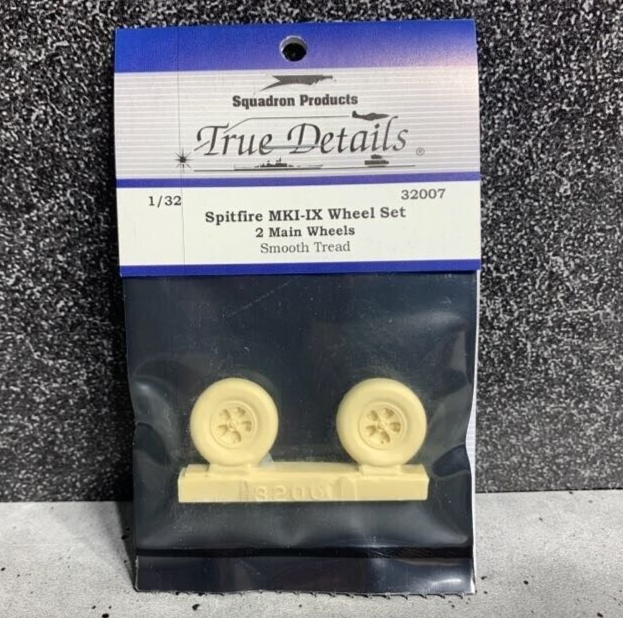 Squadron Products
True Details ®
1/32 32007
Spitfire MKI-IX Wheel Set
2 Main Wheels
Smooth Tread